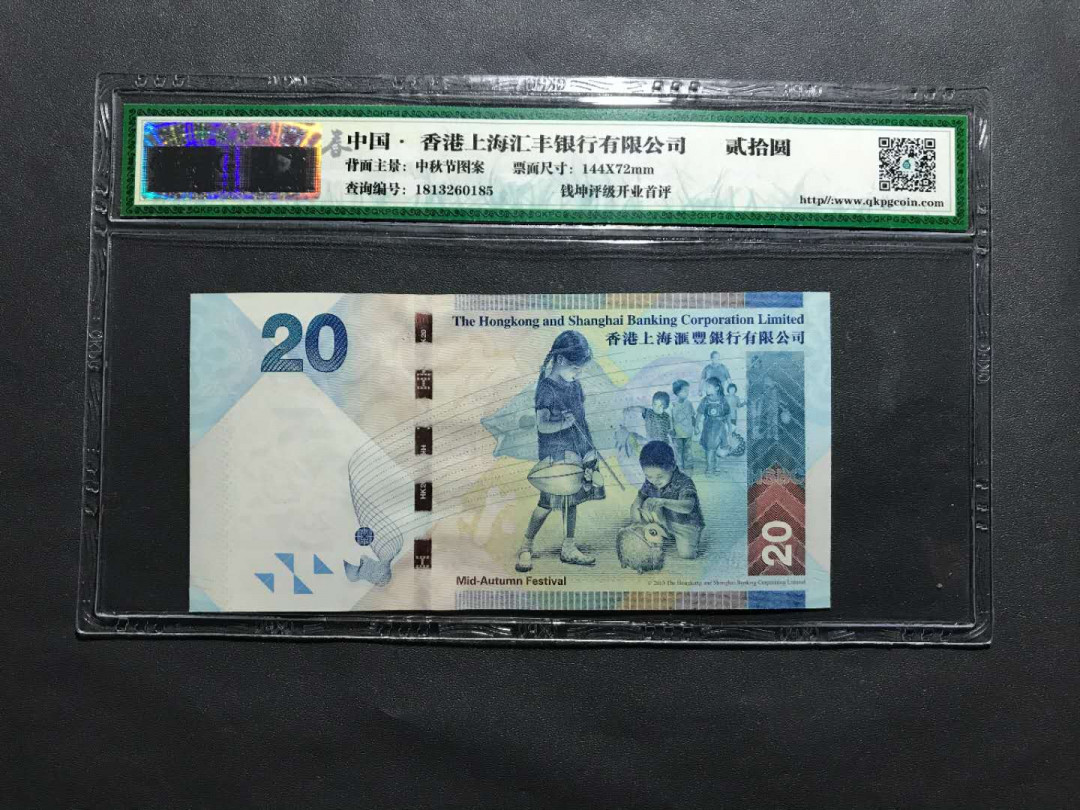 春
中国 · 香港上海汇丰银行有限公司 贰拾圆
背面主景：中秋节图案 票面尺寸：144X72mm
查询编号：1813260185 钱坤评级开业首评
http//:www.qkpgcoin.com
20
The Hongkong and Shanghai Banking Corporation Limited
香港上海滙豐銀行有限公司
Mid-Autumn Festival
20